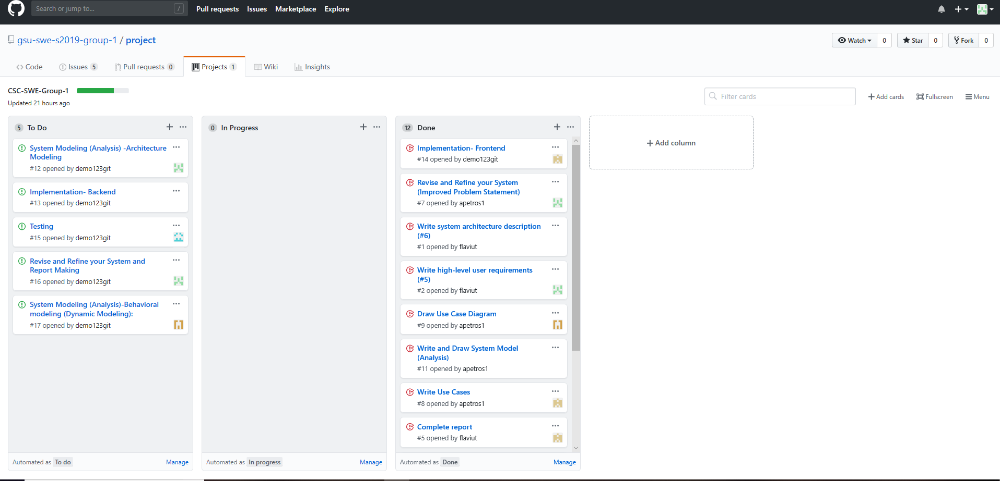 Search or jump to... /
Pull requests Issues Marketplace Explore
gsu-swe-s2019-group-1 / project
Watch 0 Star 0 Fork 0
Code Issues 5 Pull requests 0 Projects 1 Wiki Insights
CSC-SWE-Group-1
Updated 21 hours ago
Filter cards
Add cards Fullscreen Menu
5 To Do
System Modeling (Analysis) -Architecture
Modeling
#12 opened by demo123git
Implementation- Backend
#13 opened by demo123git
Testing
#15 opened by demo123git
Revise and Refine your System and
Report Making
#16 opened by demo123git
System Modeling (Analysis)-Behavioral
modeling (Dynamic Modeling):
#17 opened by demo123git
Automated as To do Manage
0 In Progress
Automated as In progress Manage
12 Done
Implementation- Frontend
#14 opened by demo123git
Revise and Refine your System
(Improved Problem Statement)
#7 opened by apetros1
Write system architecture description
(#6)
#1 opened by flaviut
Write high-level user requirements
(#5)
#2 opened by flaviut
Draw Use Case Diagram
#9 opened by apetros1
Write and Draw System Model
(Analysis)
#11 opened by apetros1
Write Use Cases
#8 opened by apetros1
Complete report
#5 opened by flaviut
Automated as Done Manage
Add column